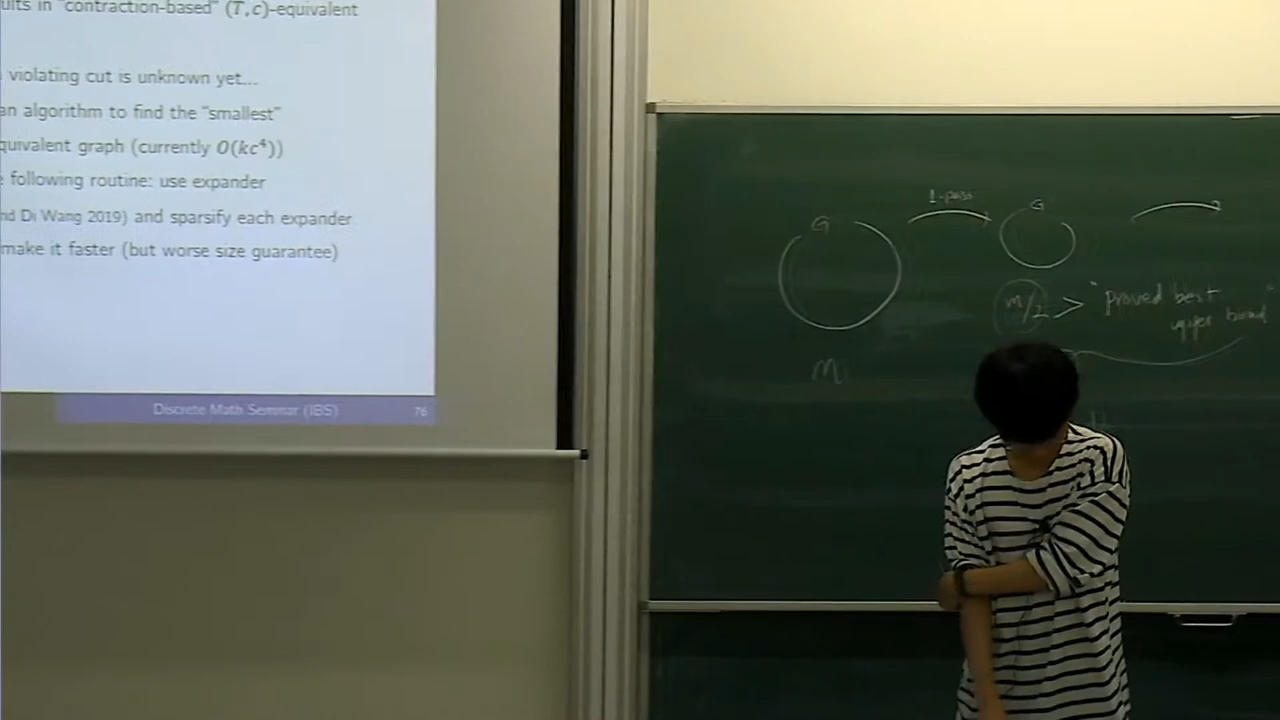 ults in "contraction-based" (T,c)-equivalent
violating cut is unknown yet...
an algorithm to find the "smallest"
quivalent graph (currently O(kc⁴))
e following routine: use expander
nd Di Wang 2019) and sparsify each expander
make it faster (but worse size guarantee)
Discrete Math Seminar (IBS) 76
G 1-pass G
m/2 > "proved best
upper bound"
m